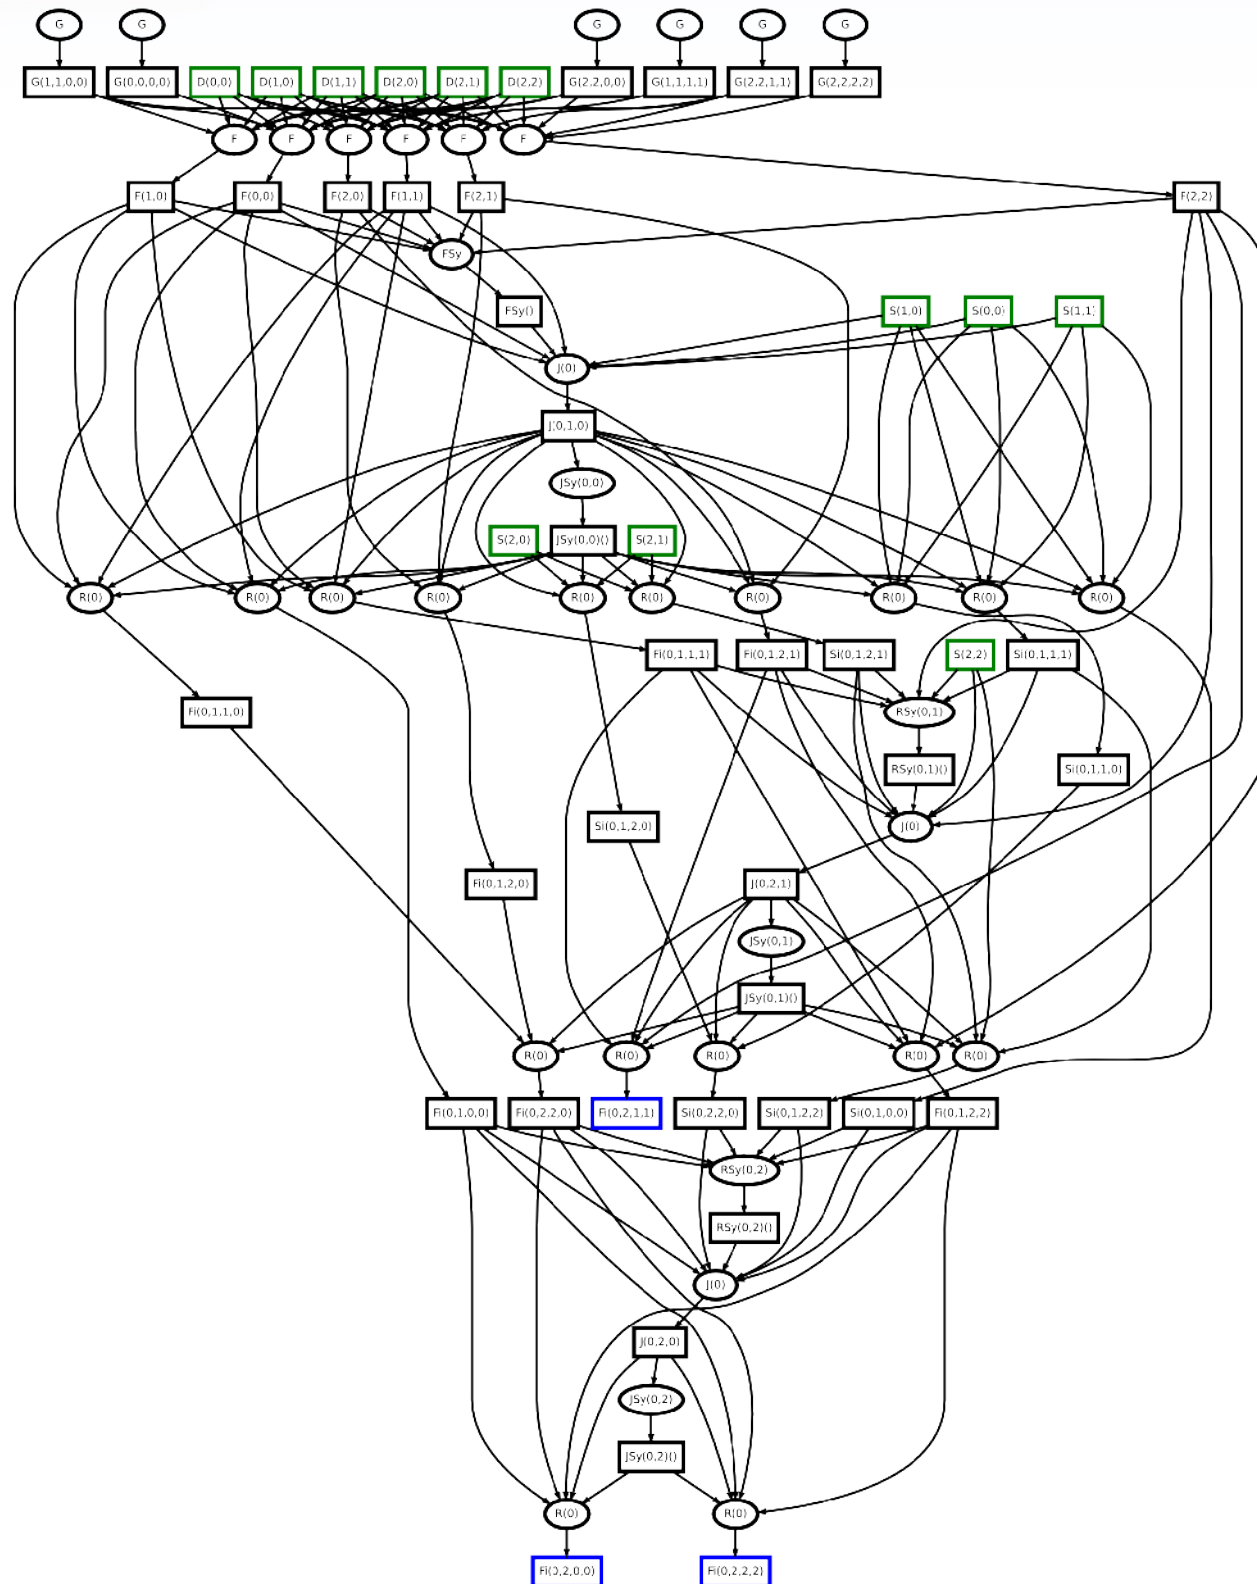 G G G G G G
G(1,1,0,0) G(0,0,0,0) D(0,0) D(1,0) D(1,1) D(2,0) D(2,1) D(2,2) G(2,2,0,0) G(1,1,1,1) G(2,2,1,1) G(2,2,2,2)
F F F F F F
F(1,0) F(0,0) F(2,0) F(1,1) F(2,1) F(2,2)
FSy
FSy() S(1,0) S(0,0) S(1,1)
J(0)
J(0,1,0)
JSy(0,0)
S(2,0) JSy(0,0)() S(2,1)
R(0) R(0) R(0) R(0) R(0) R(0) R(0) R(0) R(0) R(0)
Fi(0,1,1,1) Fi(0,1,2,1) Si(0,1,2,1) S(2,2) Si(0,1,1,1)
Fi(0,1,1,0) RSy(0,1)
RSy(0,1)() Si(0,1,1,0)
Si(0,1,2,0) J(0)
Fi(0,1,2,0) J(0,2,1)
JSy(0,1)
JSy(0,1)()
R(0) R(0) R(0) R(0) R(0)
Fi(0,1,0,0) Fi(0,2,2,0) Fi(0,2,1,1) Si(0,2,2,0) Si(0,1,2,2) Si(0,1,0,0) Fi(0,1,2,2)
RSy(0,2)
RSy(0,2)()
J(0)
J(0,2,0)
JSy(0,2)
JSy(0,2)()
R(0) R(0)
Fi(0,2,0,0) Fi(0,2,2,2)